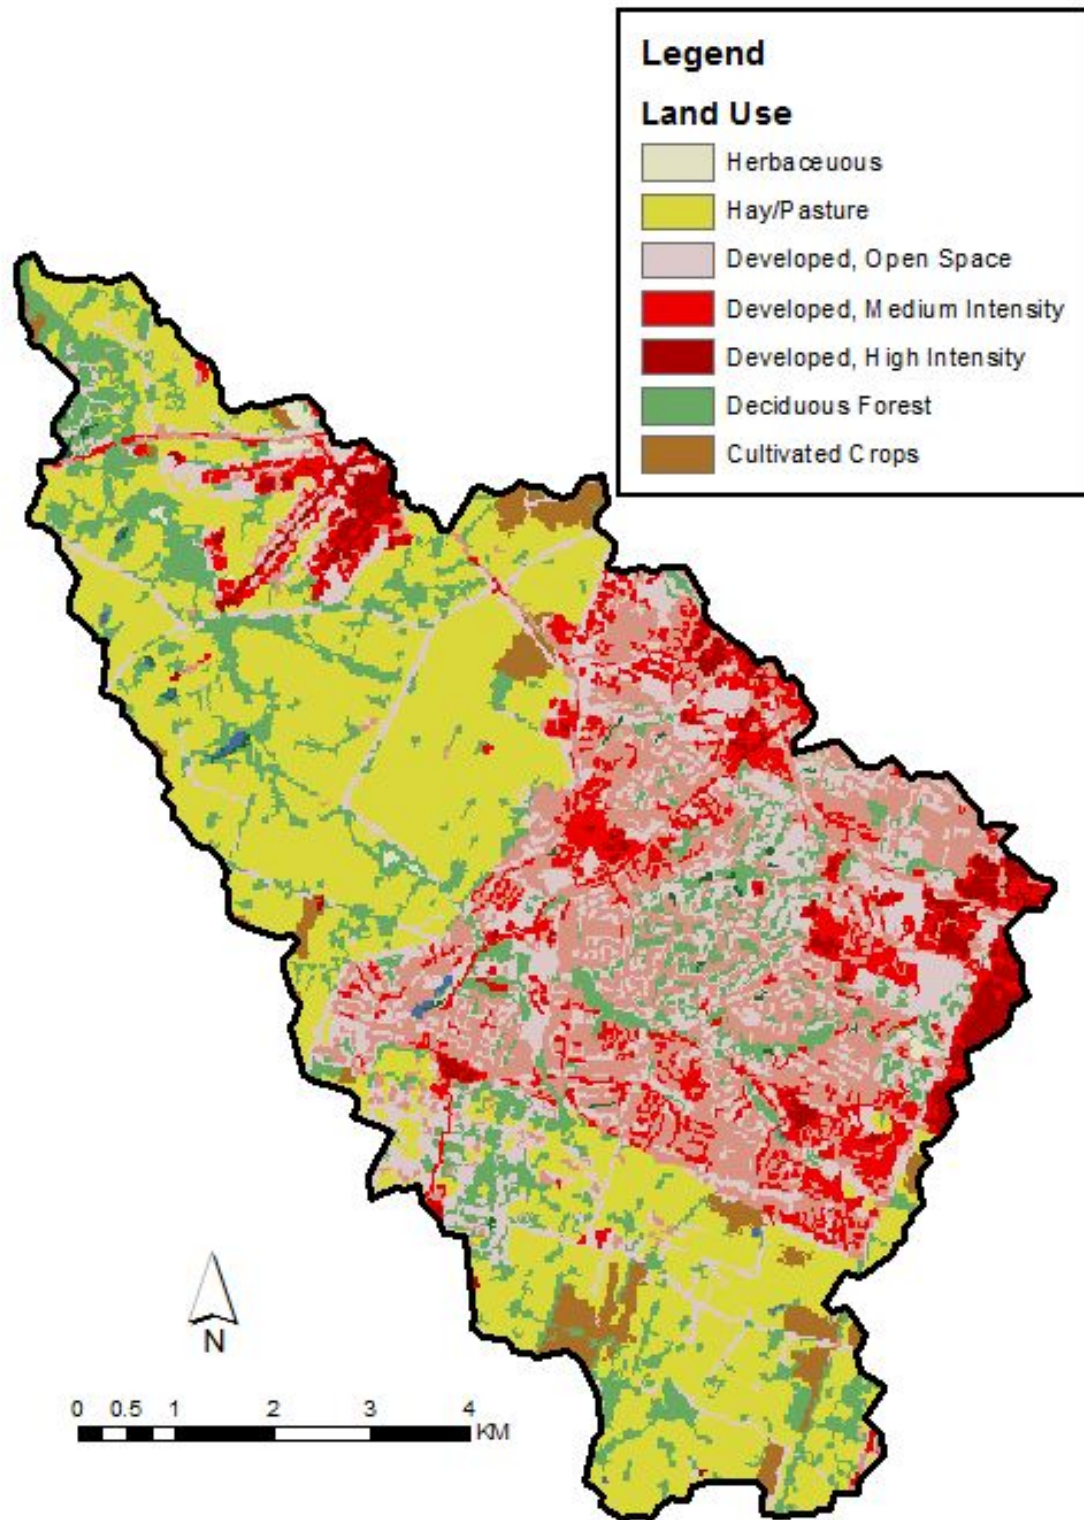 Legend
Land Use
Herbaceuous
Hay/Pasture
Developed, Open Space
Developed, Medium Intensity
Developed, High Intensity
Deciduous Forest
Cultivated Crops
N
0 0.5 1 2 3 4
KM